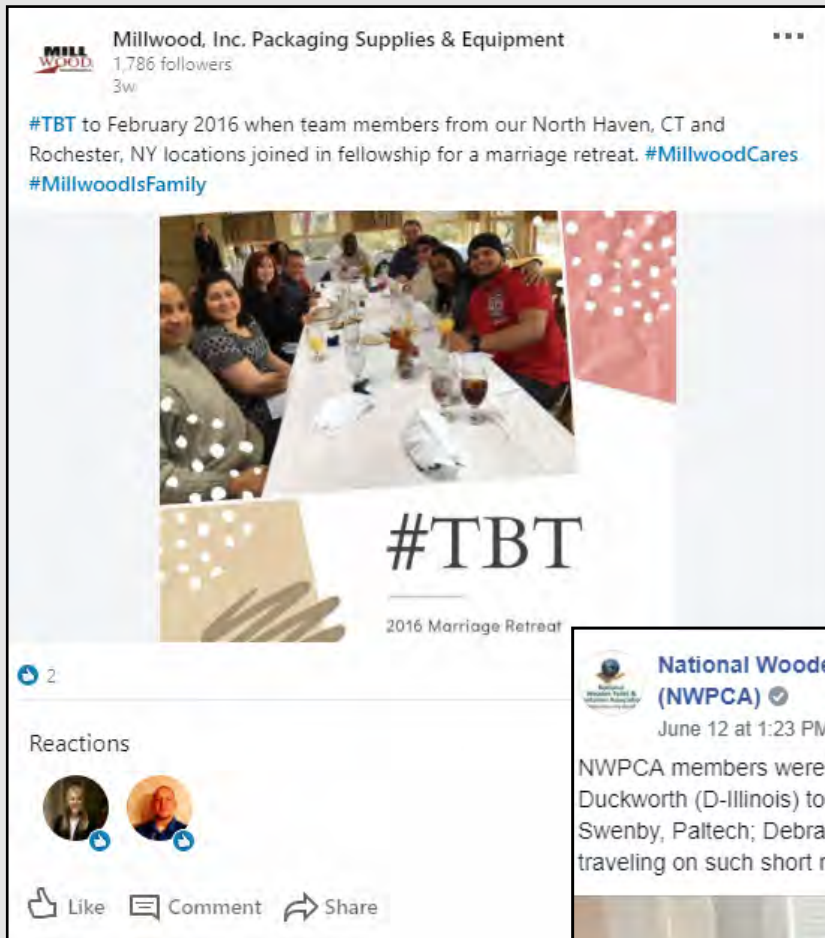 MILL
WOOD
Millwood, Inc. Packaging Supplies & Equipment
1,786 followers
3w
#TBT to February 2016 when team members from our North Haven, CT and
Rochester, NY locations joined in fellowship for a marriage retreat. #MillwoodCares
#MillwoodIsFamily
#TBT
2016 Marriage Retreat
2
Reactions
Like Comment Share
National Woode
(NWPCA)
June 12 at 1:23 PM
NWPCA members were
Duckworth (D-Illinois) to
Swenby, Paltech; Debra
traveling on such short r